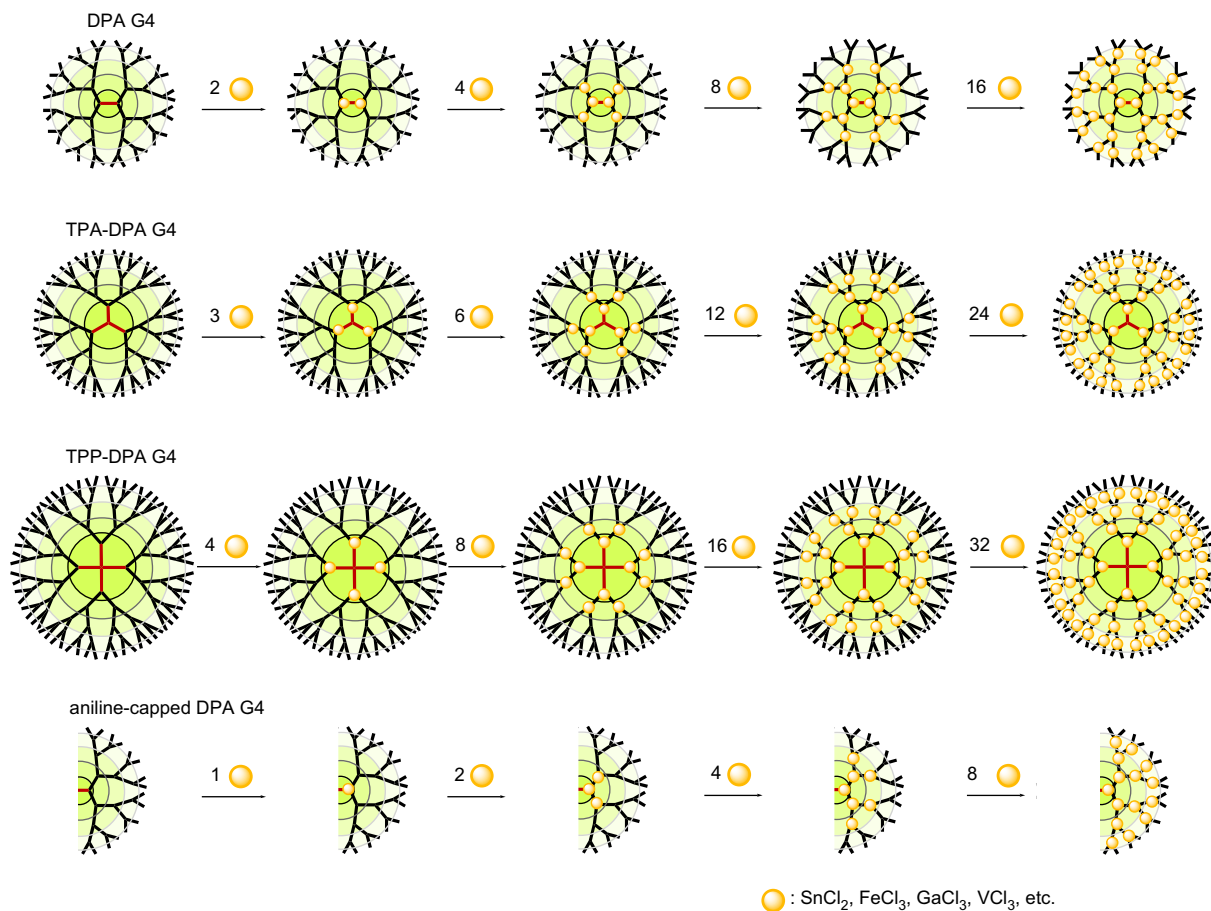 DPA G4
2 4 8 16
TPA-DPA G4
3 6 12 24
TPP-DPA G4
4 8 16 32
aniline-capped DPA G4
1 2 4 8
: SnCl₂, FeCl₃, GaCl₃, VCl₃, etc.